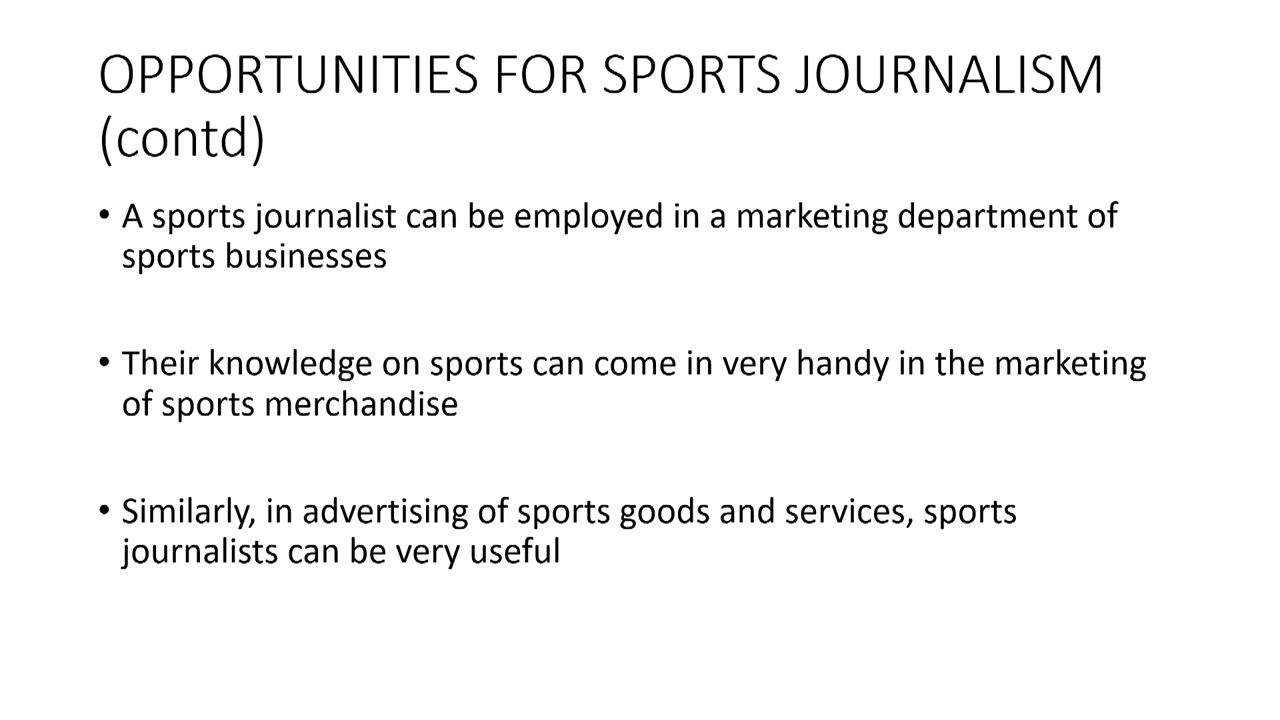 OPPORTUNITIES FOR SPORTS JOURNALISM
(contd)
• A sports journalist can be employed in a marketing department of
sports businesses
• Their knowledge on sports can come in very handy in the marketing
of sports merchandise
• Similarly, in advertising of sports goods and services, sports
journalists can be very useful